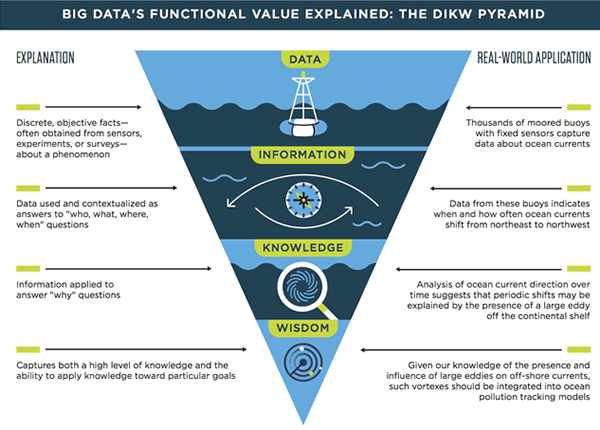 BIG DATA'S FUNCTIONAL VALUE EXPLAINED: THE DIKW PYRAMID
EXPLANATION
REAL-WORLD APPLICATION
DATA
Discrete, objective facts—
often obtained from sensors,
experiments, or surveys—
about a phenomenon
Thousands of moored buoys
with fixed sensors capture
data about ocean currents
INFORMATION
Data used and contextualized as
answers to "who, what, where,
when" questions
Data from these buoys indicates
when and how often ocean currents
shift from northeast to northwest
KNOWLEDGE
Information applied to
answer "why" questions
Analysis of ocean current direction over
time suggests that periodic shifts may be
explained by the presence of a large eddy
off the continental shelf
WISDOM
Captures both a high level of knowledge and the
ability to apply knowledge toward particular goals
Given our knowledge of the presence and
influence of large eddies on off-shore currents,
such vortexes should be integrated into ocean
pollution tracking models